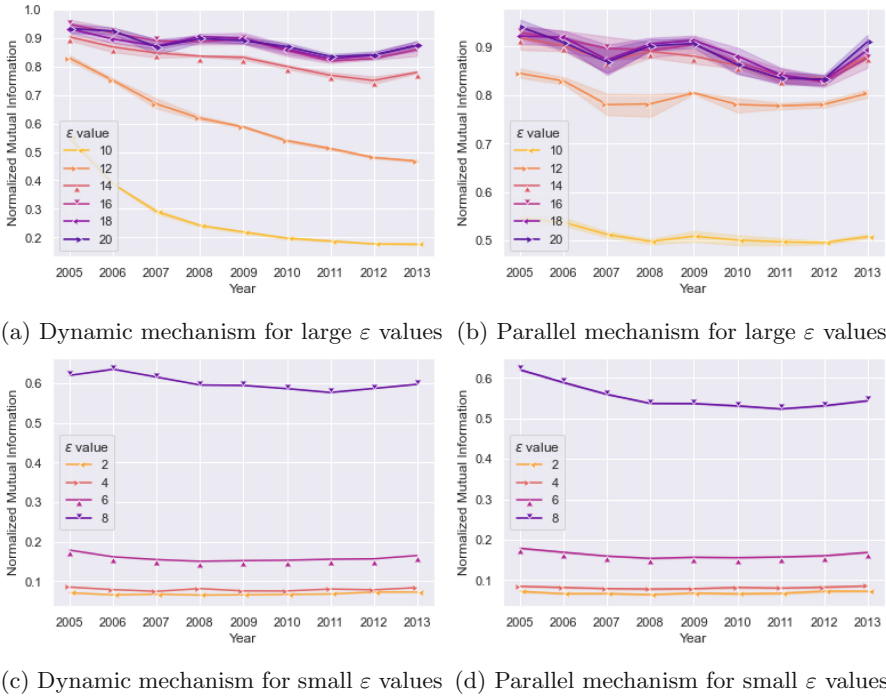 1.0
0.9
0.8
0.7
0.6
0.5
0.4
0.3
0.2
Normalized Mutual Information
ε value
10
12
14
16
18
20
2005 2006 2007 2008 2009 2010 2011 2012 2013
Year
(a) Dynamic mechanism for large ε values
0.9
0.8
0.7
0.6
0.5
Normalized Mutual Information
ε value
10
12
14
16
18
20
2005 2006 2007 2008 2009 2010 2011 2012 2013
Year
(b) Parallel mechanism for large ε values
0.6
0.5
0.4
0.3
0.2
0.1
Normalized Mutual Information
ε value
2
4
6
8
2005 2006 2007 2008 2009 2010 2011 2012 2013
Year
(c) Dynamic mechanism for small ε values
0.6
0.5
0.4
0.3
0.2
0.1
Normalized Mutual Information
ε value
2
4
6
8
2005 2006 2007 2008 2009 2010 2011 2012 2013
Year
(d) Parallel mechanism for small ε values